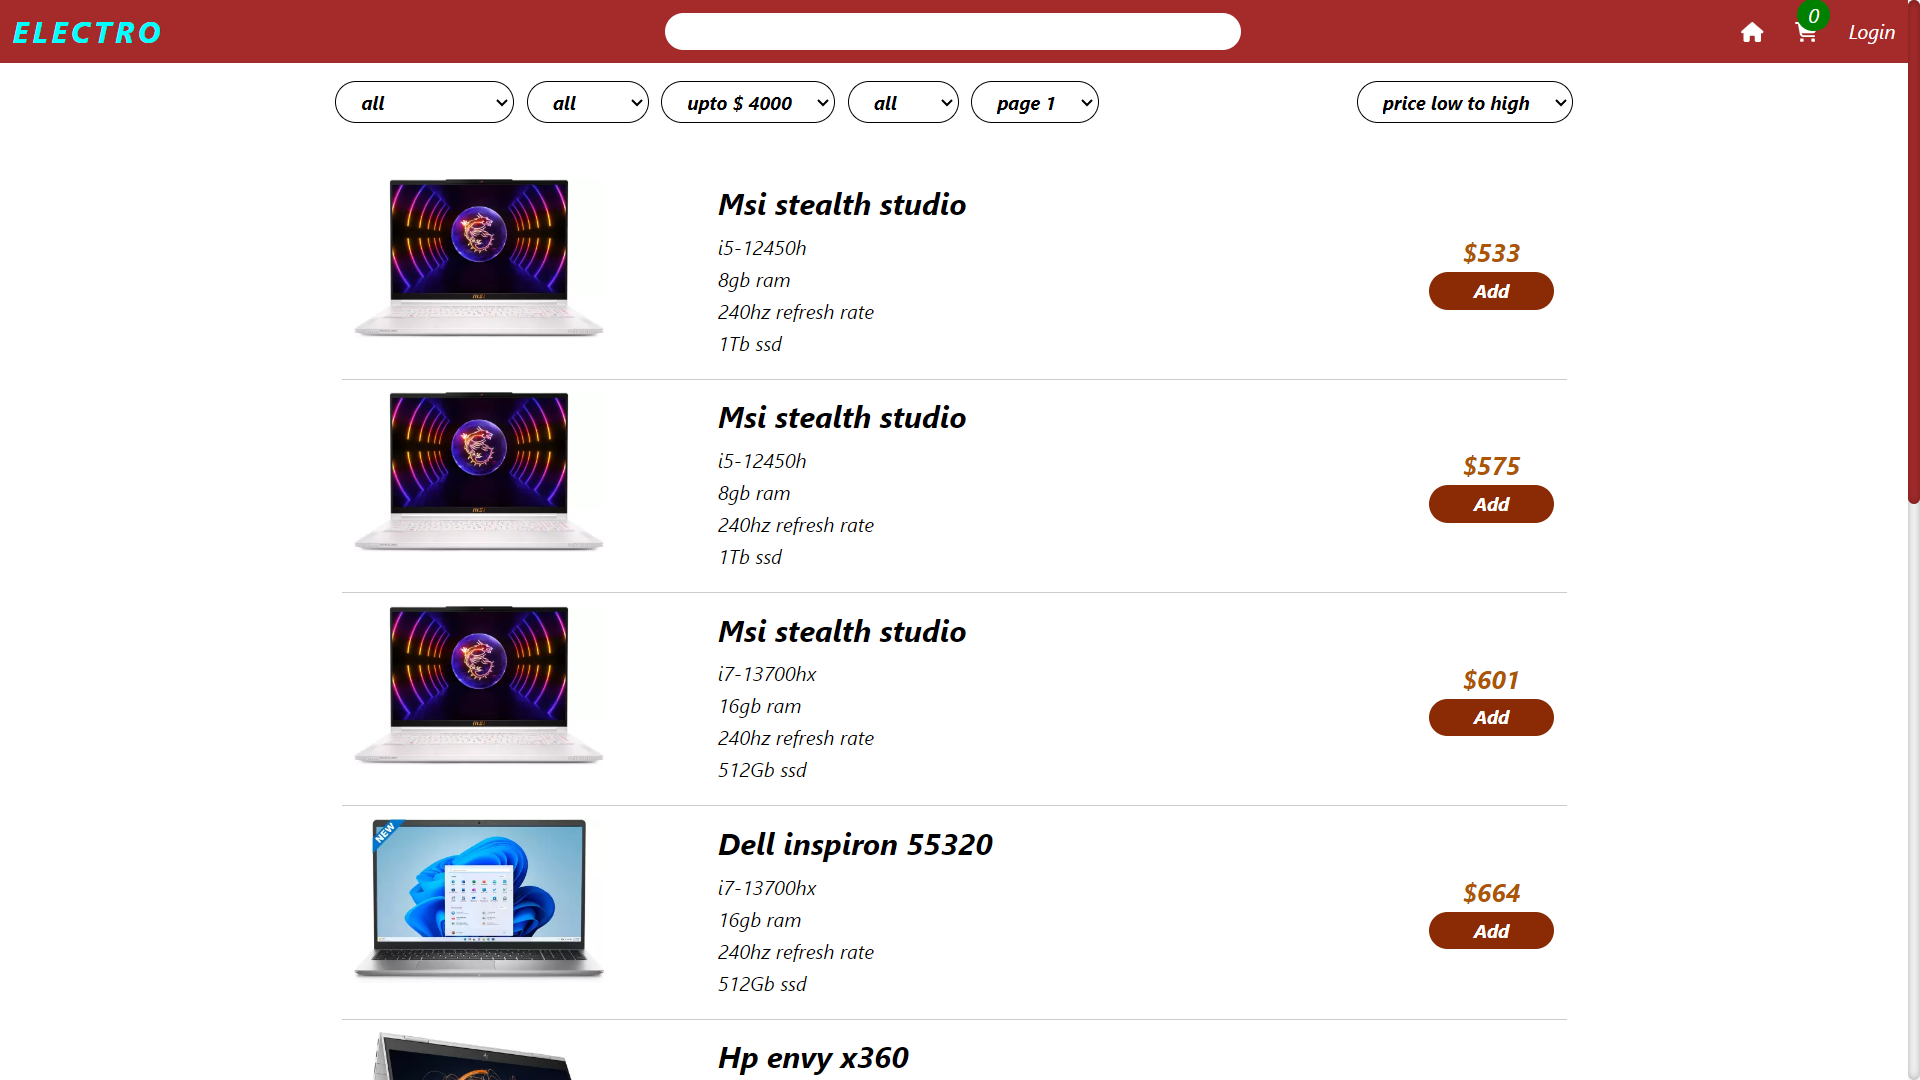 ELECTRO
0
Login
all
all
upto $ 4000
all
page 1
price low to high
Msi stealth studio
i5-12450h
8gb ram
240hz refresh rate
1Tb ssd
$533
Add
Msi stealth studio
i5-12450h
8gb ram
240hz refresh rate
1Tb ssd
$575
Add
Msi stealth studio
i7-13700hx
16gb ram
240hz refresh rate
512Gb ssd
$601
Add
NEW
Dell inspiron 55320
i7-13700hx
16gb ram
240hz refresh rate
512Gb ssd
$664
Add
Hp envy x360